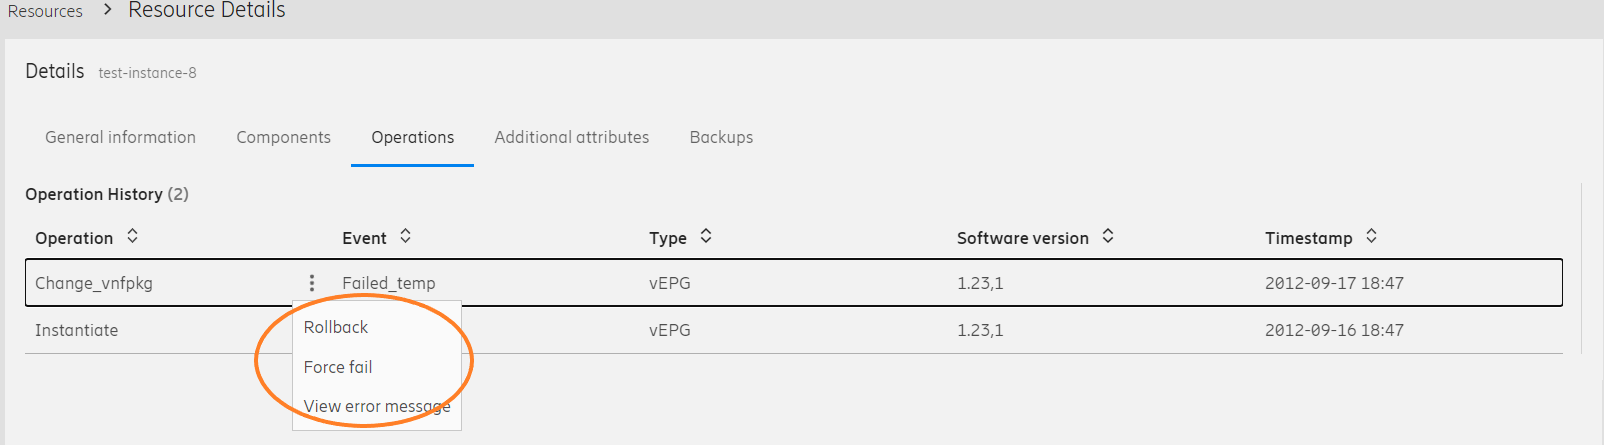 Resources > Resource Details
Details test-instance-8
General information Components Operations Additional attributes Backups
Operation History (2)
Operation Event Type Software version Timestamp
Change_vnfpkg Failed_temp vEPG 1.23,1 2012-09-17 18:47
Instantiate vEPG 1.23,1 2012-09-16 18:47
Rollback
Force fail
View error message